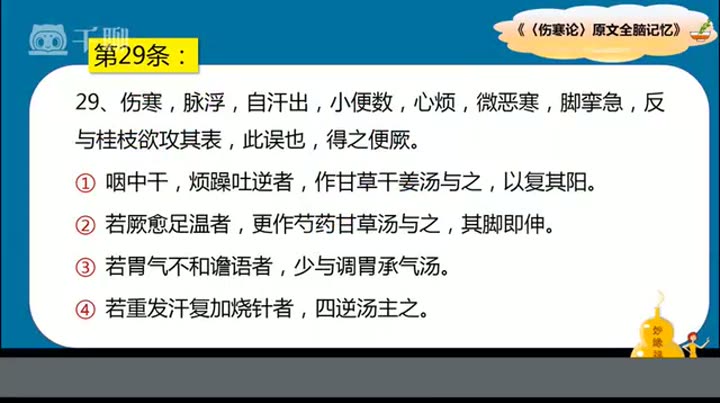 千聊
《〈伤寒论〉原文全脑记忆》
第29条：
29、伤寒，脉浮，自汗出，小便数，心烦，微恶寒，脚挛急，反
与桂枝欲攻其表，此误也，得之便厥。
① 咽中干，烦躁吐逆者，作甘草干姜汤与之，以复其阳。
② 若厥愈足温者，更作芍药甘草汤与之，其脚即伸。
③ 若胃气不和谵语者，少与调胃承气汤。
④ 若重发汗复加烧针者，四逆汤主之。